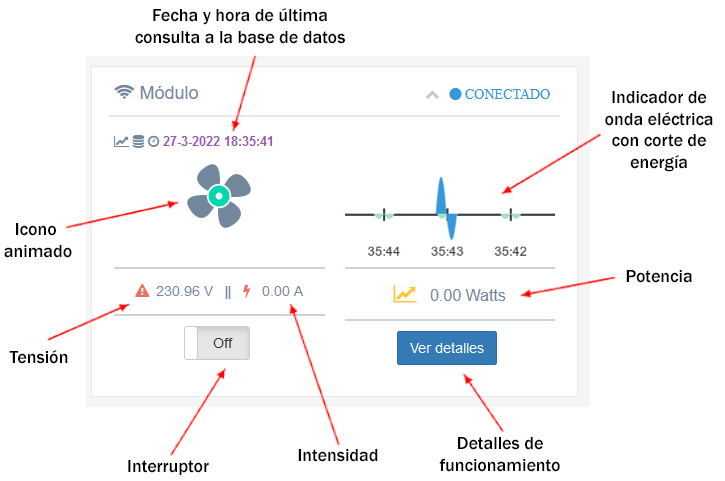 Fecha y hora de última
consulta a la base de datos
Módulo
CONECTADO
27-3-2022 18:35:41
Indicador de
onda eléctrica
con corte de
energía
Icono
animado
35:44
35:43
35:42
230.96 V || 0.00 A
0.00 Watts
Potencia
Tensión
Off
Ver detalles
Interruptor
Intensidad
Detalles de
funcionamiento